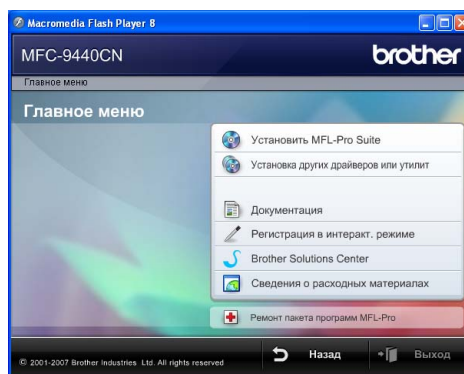 Macromedia Flash Player 8
MFC-9440CN
brother
Главное меню
Главное меню
Установить MFL-Pro Suite
Установка других драйверов или утилит
Документация
Регистрация в интеракт. режиме
Brother Solutions Center
Сведения о расходных материалах
Ремонт пакета программ MFL-Pro
© 2001-2007 Brother Industries Ltd. All rights reserved
Назад
Выход